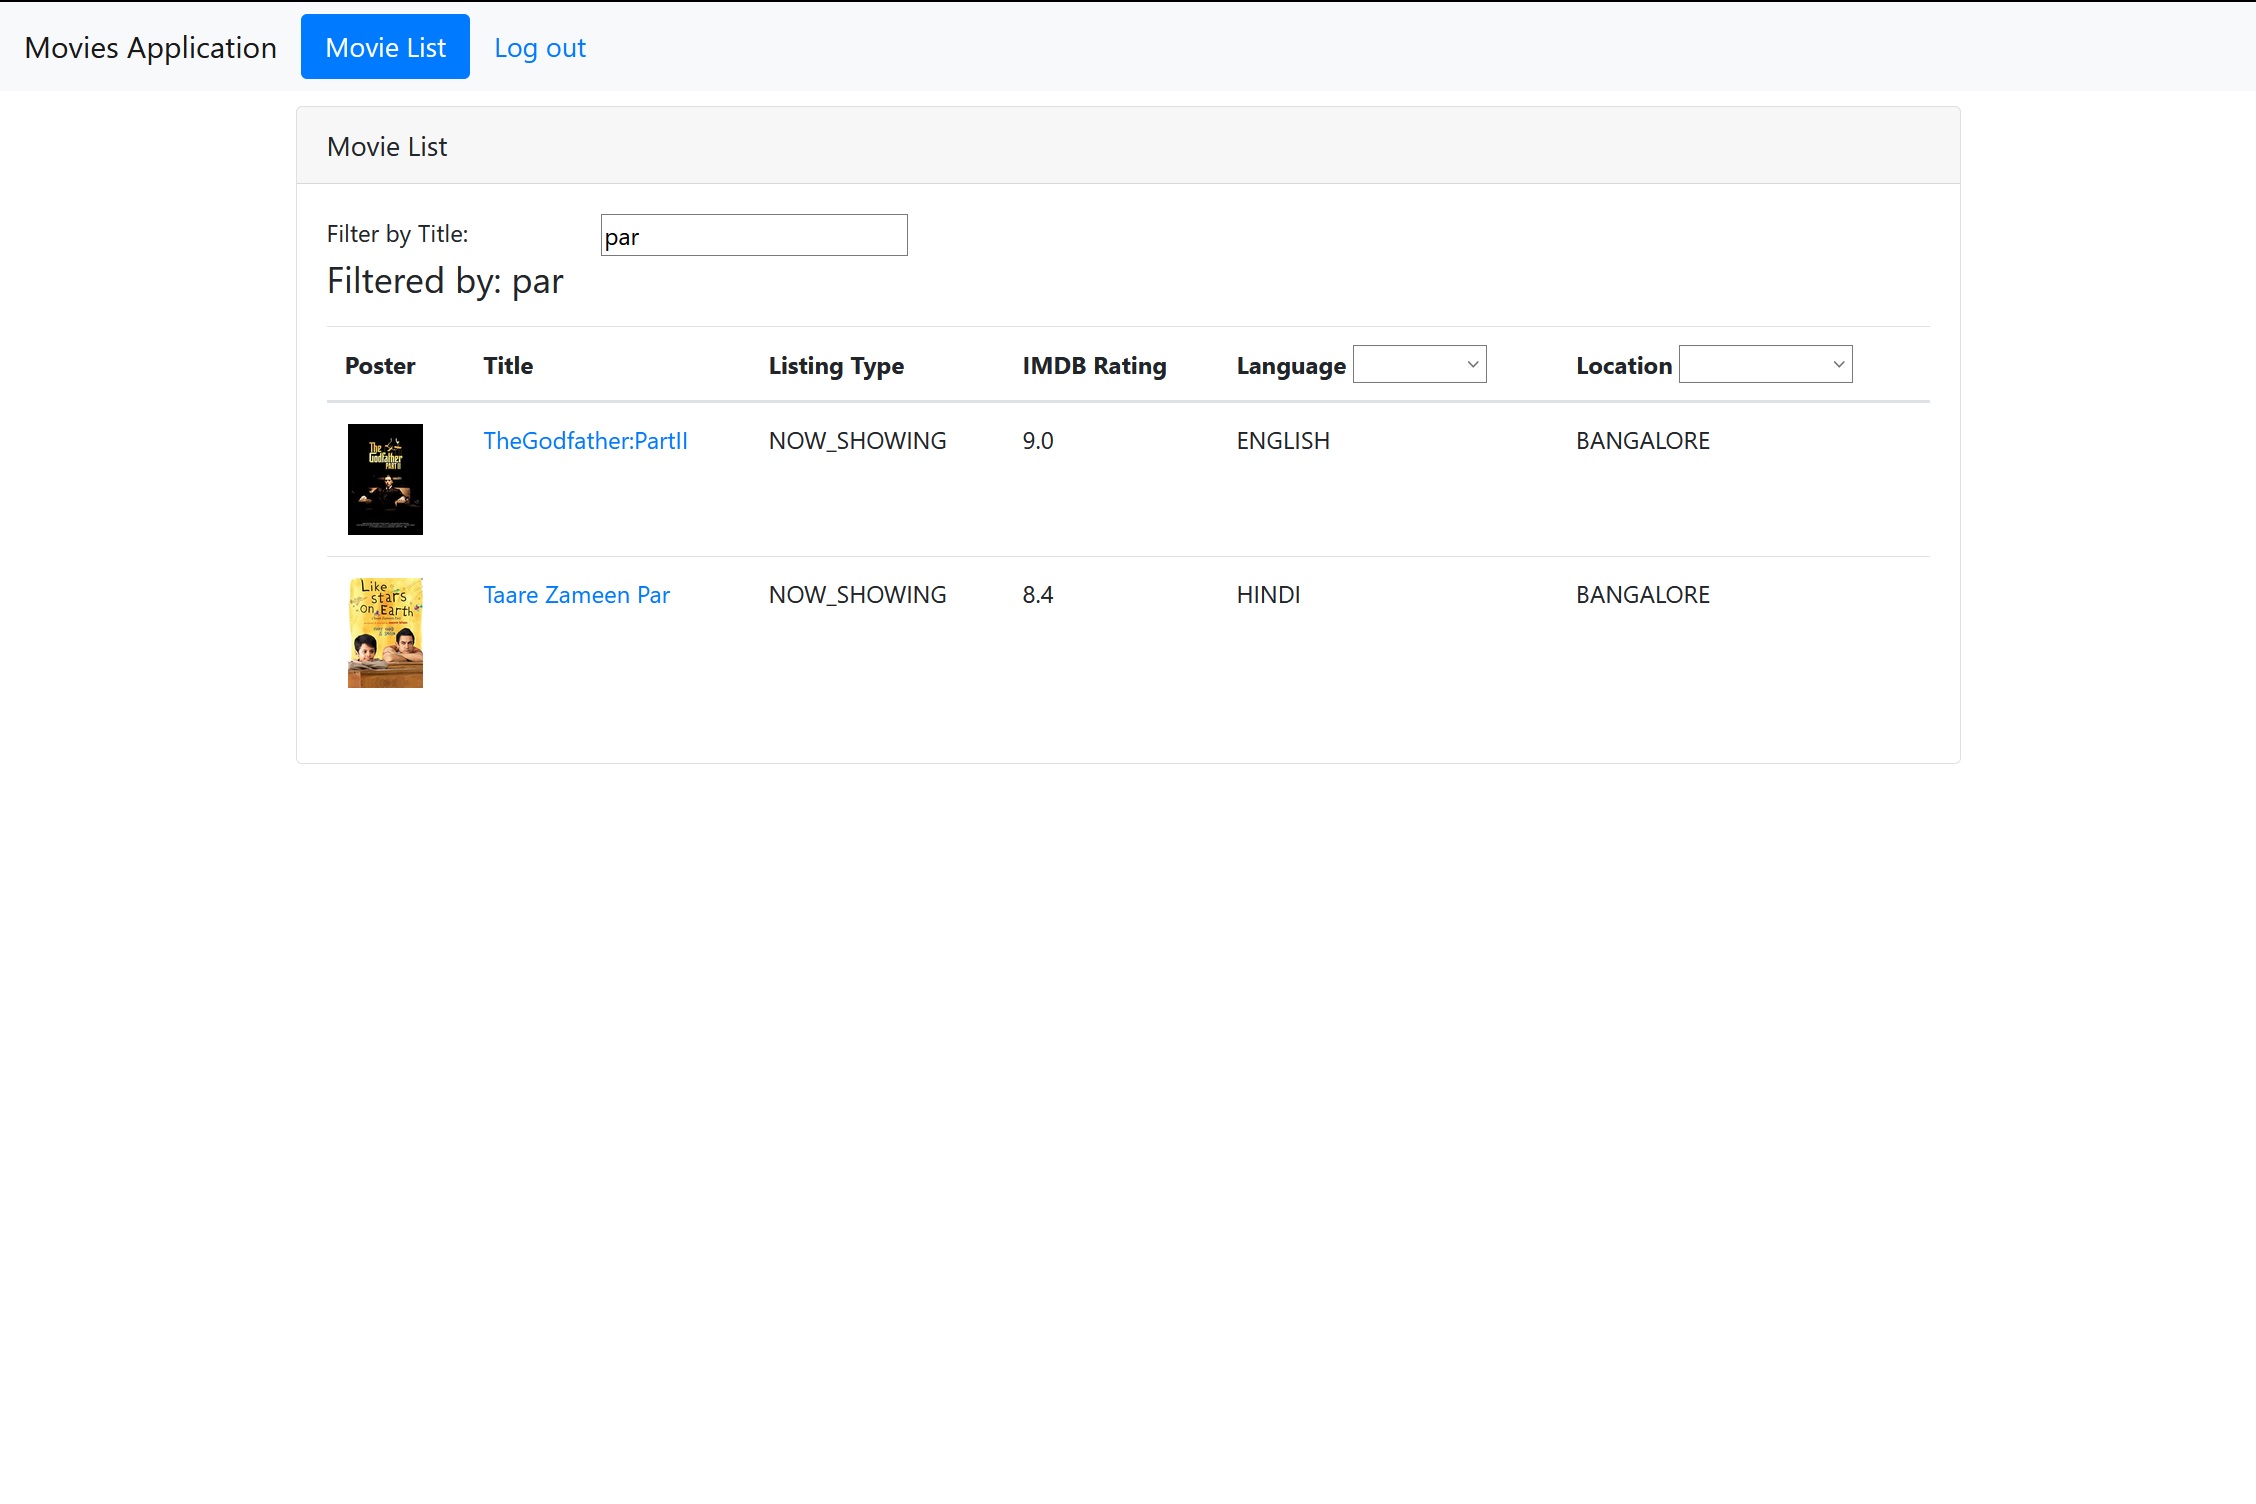 Movies Application Movie List Log out
Movie List
Filter by Title: par
Filtered by: par
Poster Title Listing Type IMDB Rating Language Location
TheGodfather:PartII NOW_SHOWING 9.0 ENGLISH BANGALORE
The
Godfather
PART II
Taare Zameen Par NOW_SHOWING 8.4 HINDI BANGALORE
Like
stars
on Earth